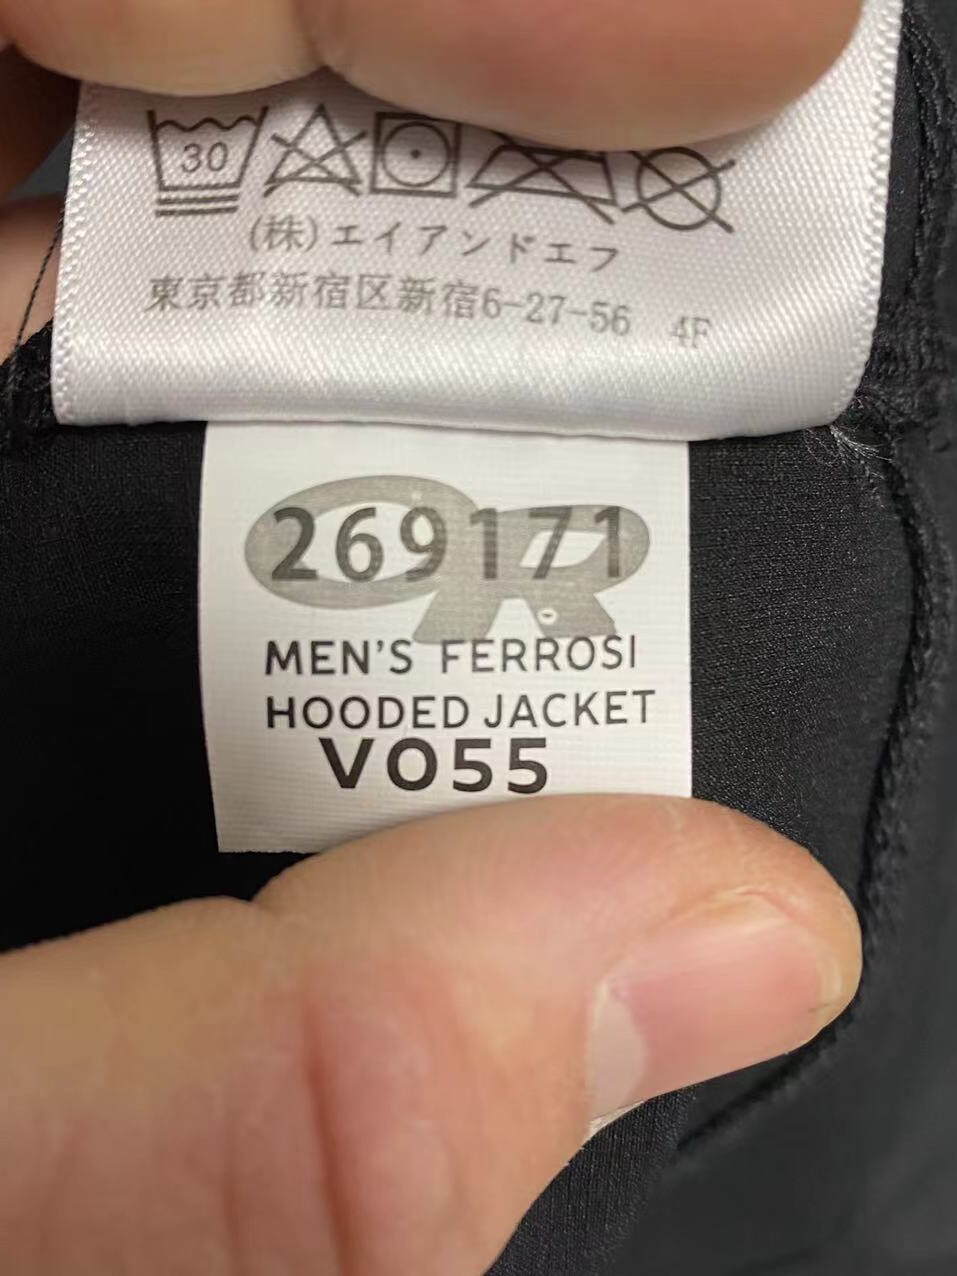 30
(株)エイアンドエフ
東京都新宿区新宿6-27-56 4F
269171
MEN'S FERROSI
HOODED JACKET
VO55